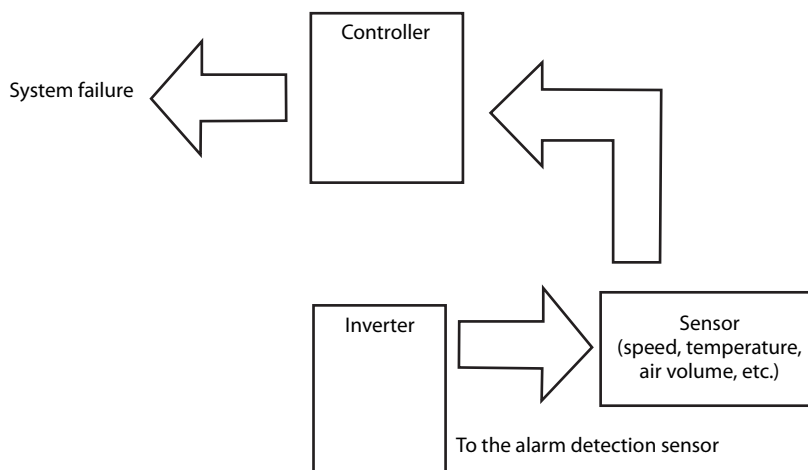 Controller
System failure
Inverter
Sensor
(speed, temperature,
air volume, etc.)
To the alarm detection sensor